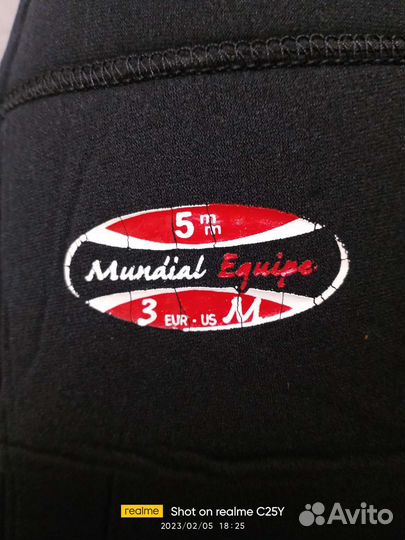 5 mm
Mundial Equipe
3 EUR · US M
realme Shot on realme C25Y
2023/02/05 18:25
Avito